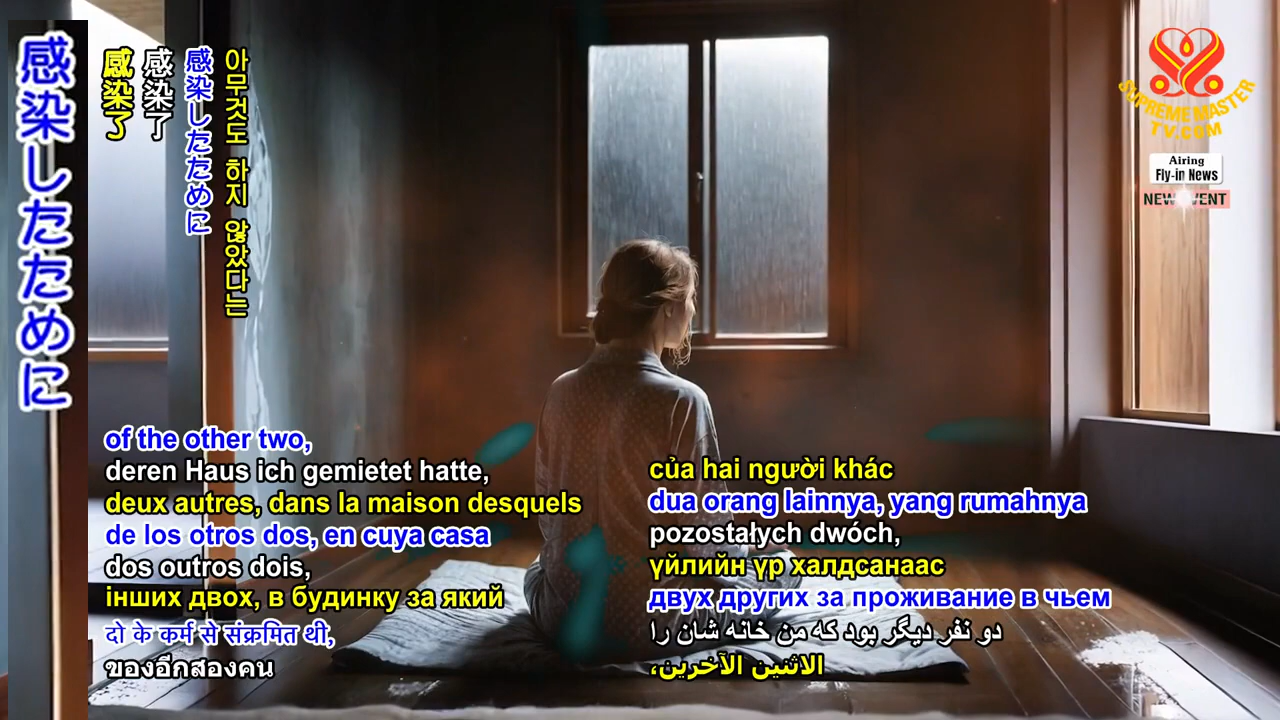 感染したために
感染了
感染了
感染したために
아무것도 하지 않았다는
SUPREME MASTER
TV.COM
Airing
Fly-in News
of the other two,
deren Haus ich gemietet hatte,
deux autres, dans la maison desquels
de los otros dos, en cuya casa
dos outros dois,
інших двох, в будинку за який
दो के कर्म से संक्रमित थी,
ของอีกสองคน
của hai người khác
dua orang lainnya, yang rumahnya
pozostałych dwóch,
үйлийн үр халдсанаас
двух других за проживание в чьем
دو نفر دیگر بود که من خانه شان را
الاثنين الآخرين،